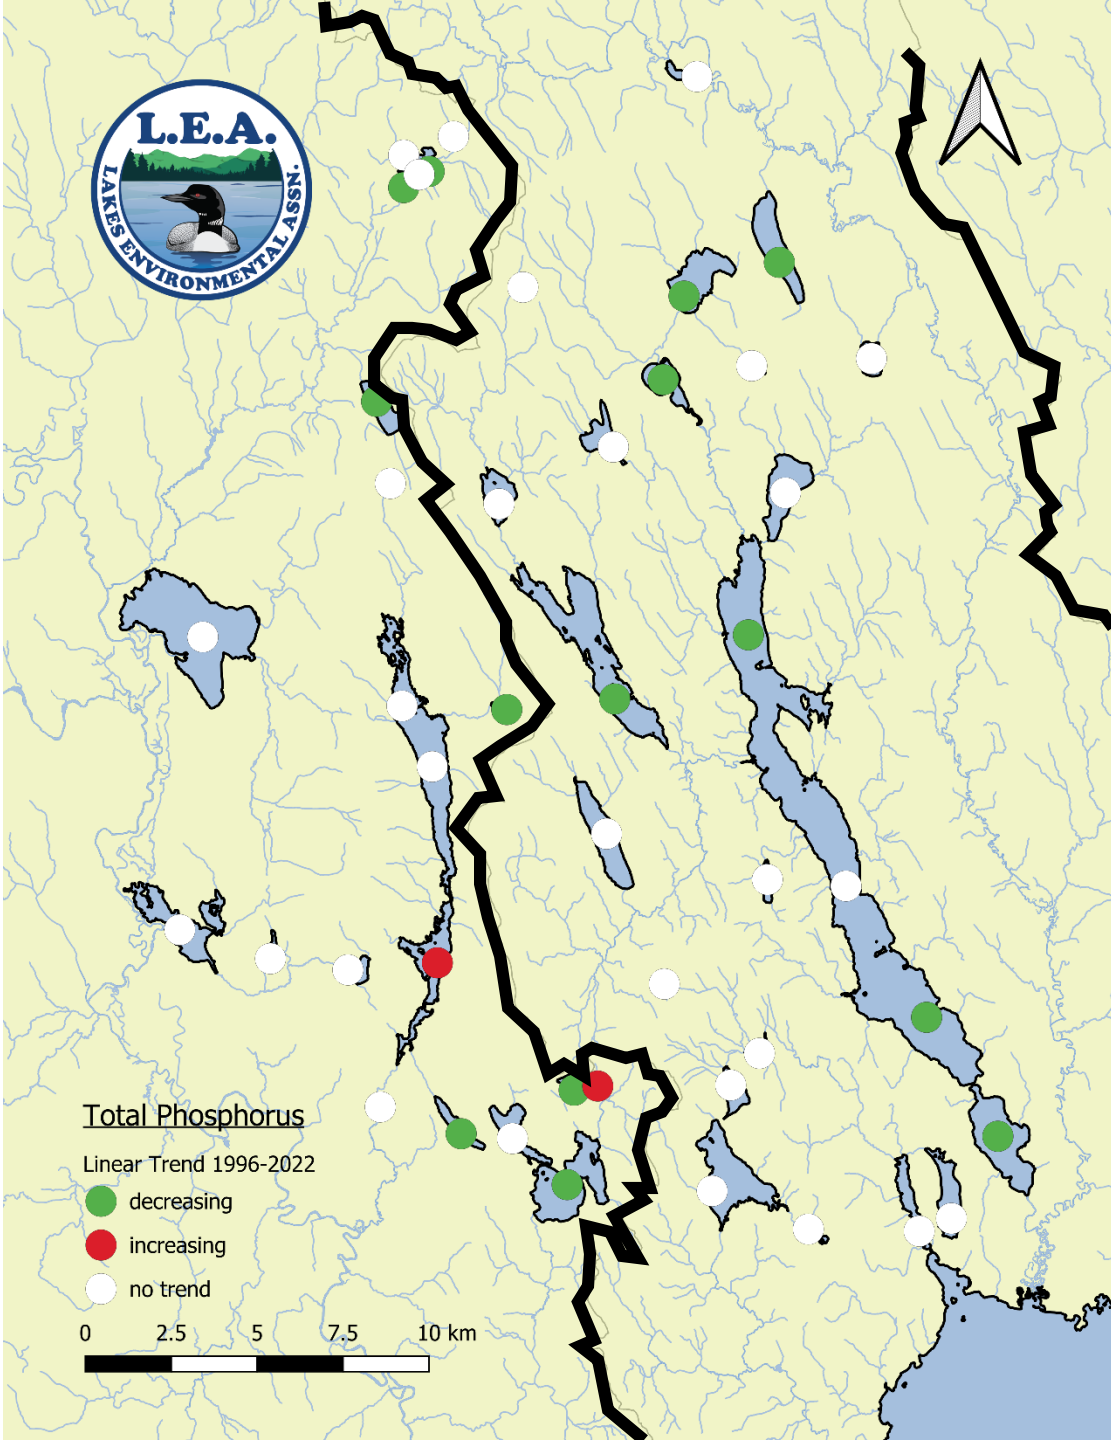 L.E.A.
LAKES ENVIRONMENTAL ASSN.
Total Phosphorus
Linear Trend 1996-2022
decreasing
increasing
no trend
0 2.5 5 7.5 10 km